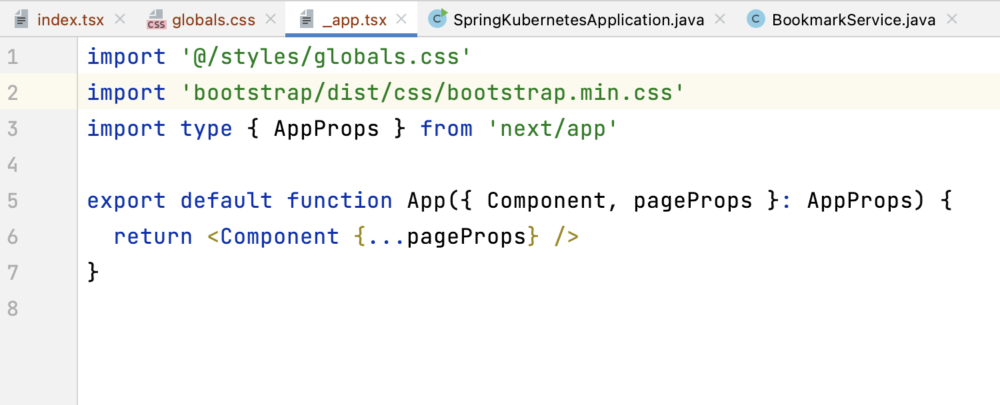 index.tsx globals.css _app.tsx SpringKubernetesApplication.java BookmarkService.java
CSS C C
1 import '@/styles/globals.css'
2 import 'bootstrap/dist/css/bootstrap.min.css'
3 import type { AppProps } from 'next/app'
4
5 export default function App({ Component, pageProps }: AppProps) {
6   return <Component {...pageProps} />
7 }
8